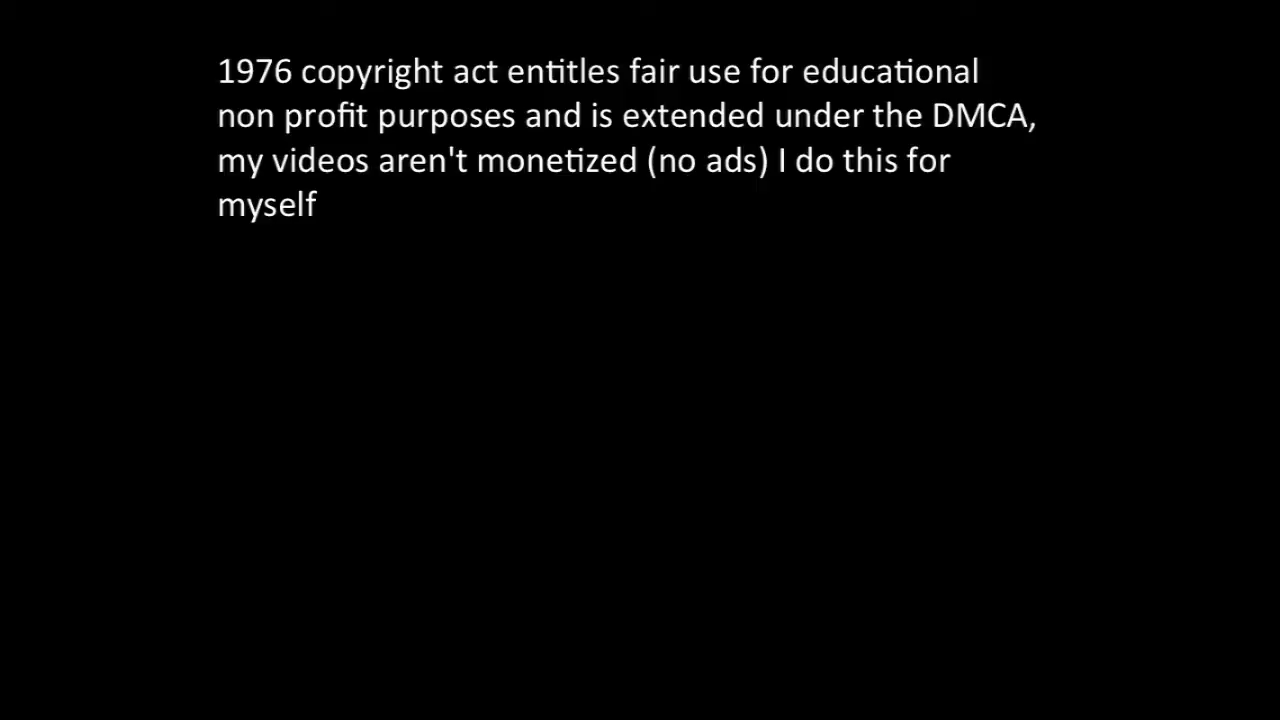 1976 copyright act entitles fair use for educational
non profit purposes and is extended under the DMCA,
my videos aren't monetized (no ads) I do this for
myself